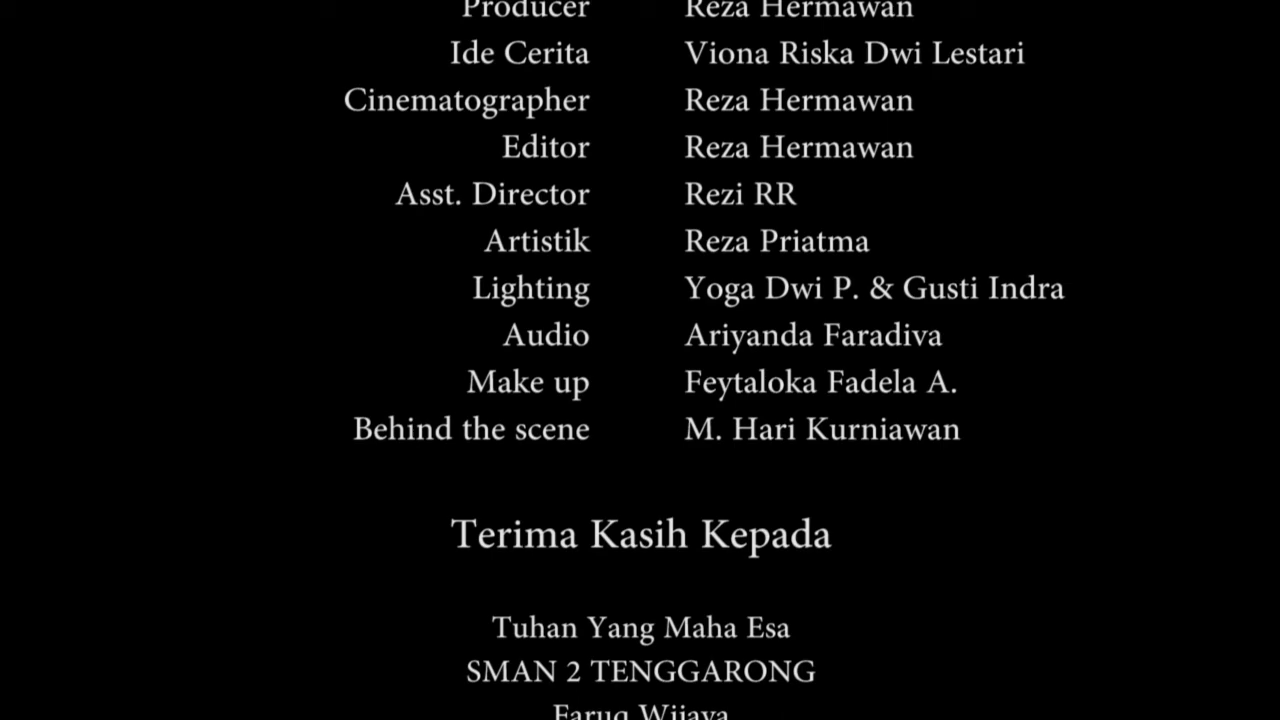 Producer Reza Hermawan
Ide Cerita Viona Riska Dwi Lestari
Cinematographer Reza Hermawan
Editor Reza Hermawan
Asst. Director Rezi RR
Artistik Reza Priatma
Lighting Yoga Dwi P. & Gusti Indra
Audio Ariyanda Faradiva
Make up Feytaloka Fadela A.
Behind the scene M. Hari Kurniawan
Terima Kasih Kepada
Tuhan Yang Maha Esa
SMAN 2 TENGGARONG
Faruq Wijaya